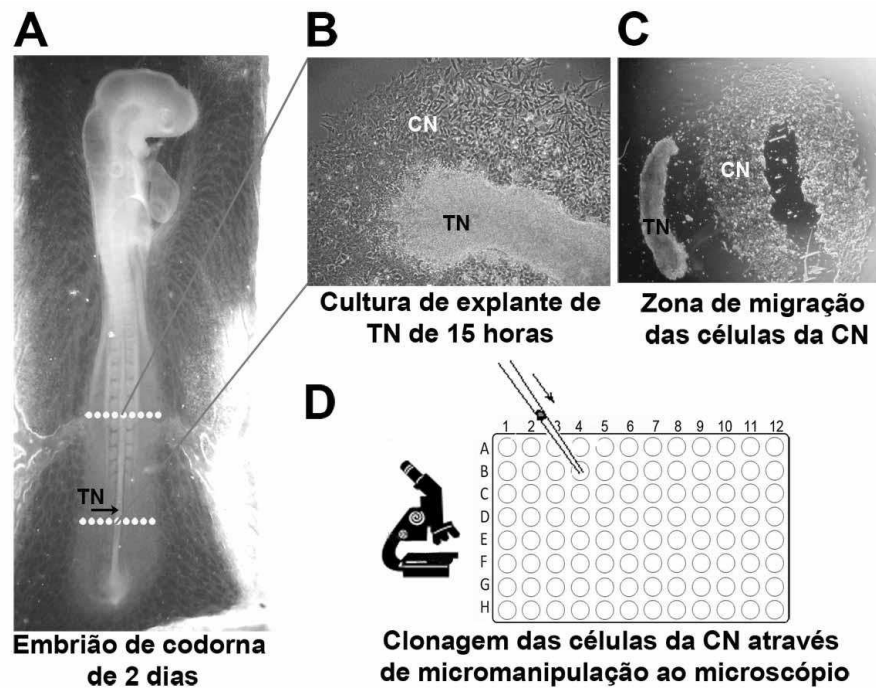 A
TN
Embrião de codorna
de 2 dias
B
CN
TN
Cultura de explante de
TN de 15 horas
C
CN
TN
Zona de migração
das células da CN
D
1 2 3 4 5 6 7 8 9 10 11 12
A
B
C
D
E
F
G
H
Clonagem das células da CN através
de micromanipulação ao microscópio